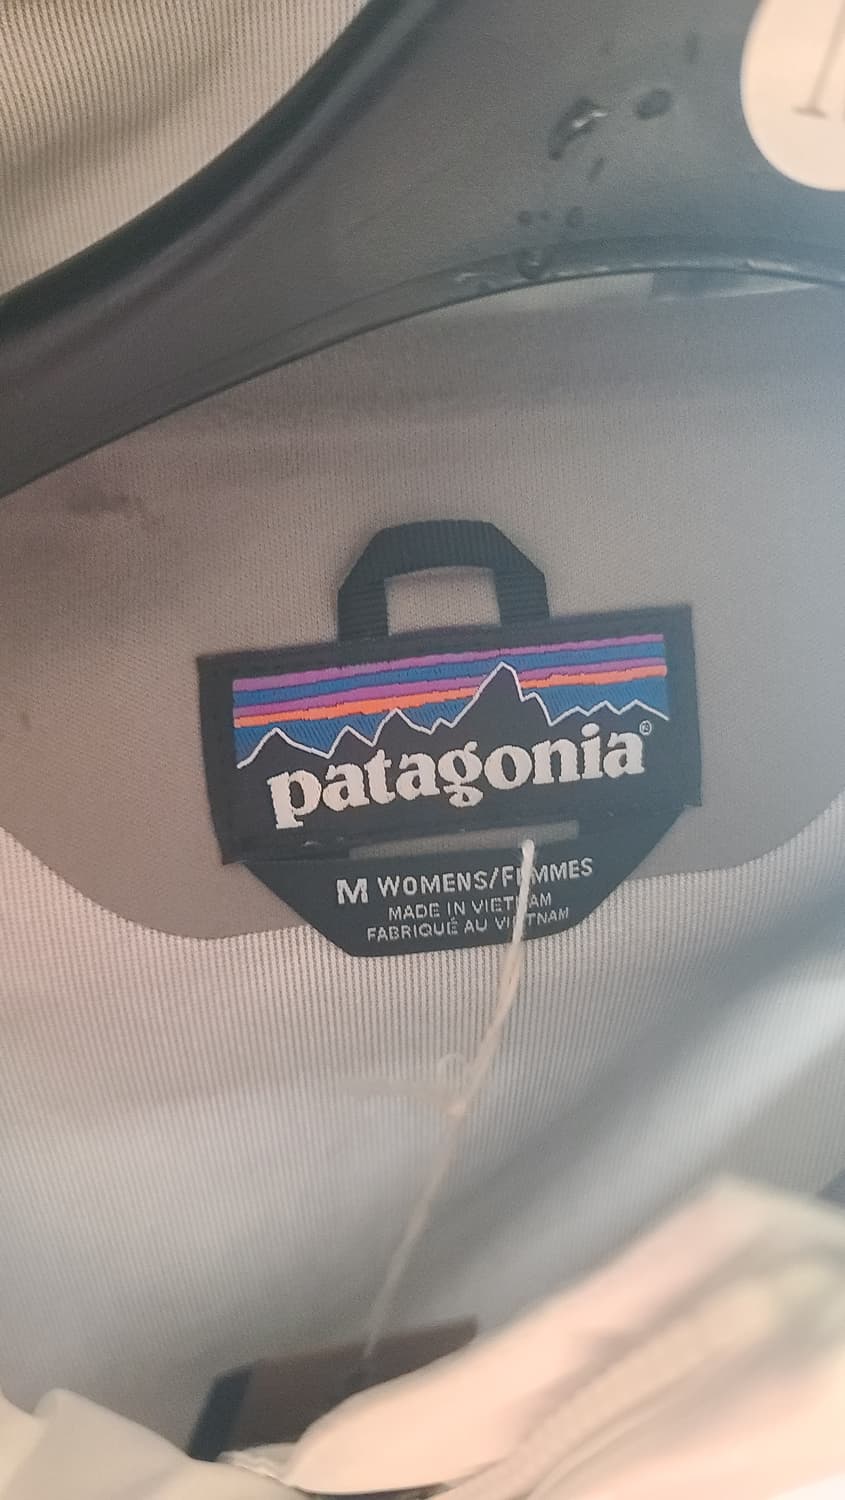 patagonia®
M WOMENS/FEMMES
MADE IN VIETNAM
FABRIQUÉ AU VIETNAM